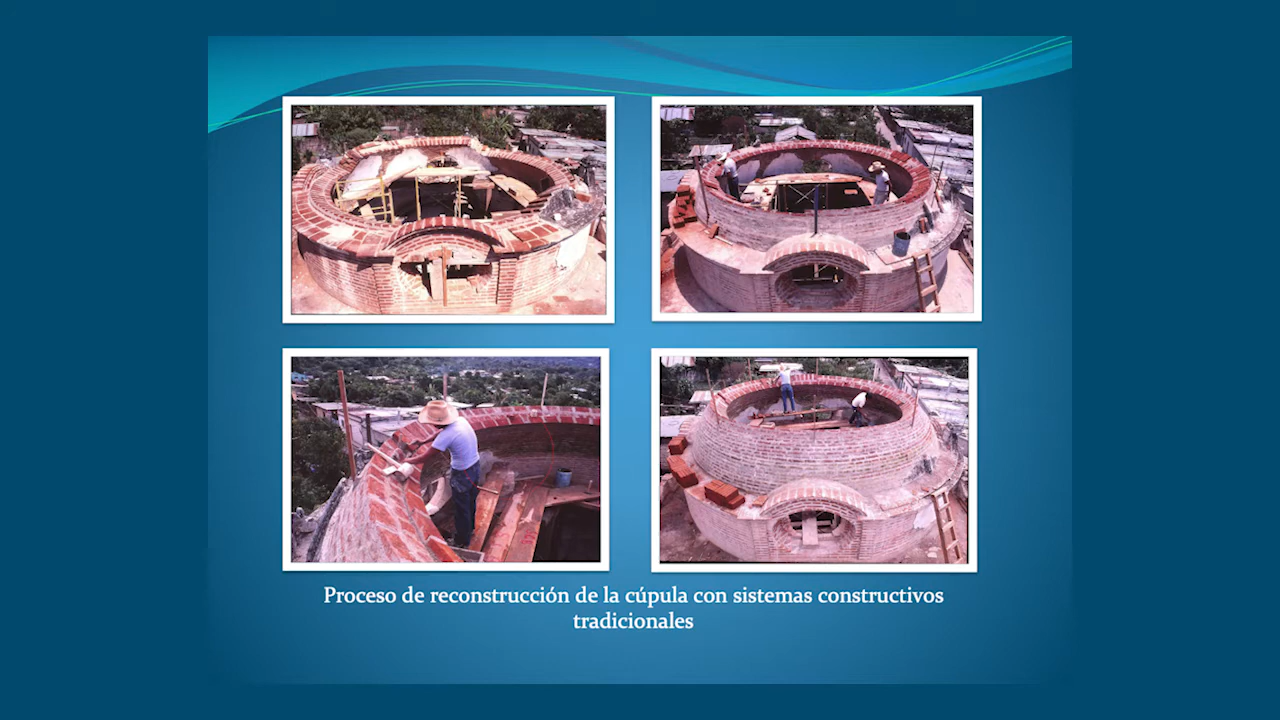 Proceso de reconstrucción de la cúpula con sistemas constructivos
tradicionales